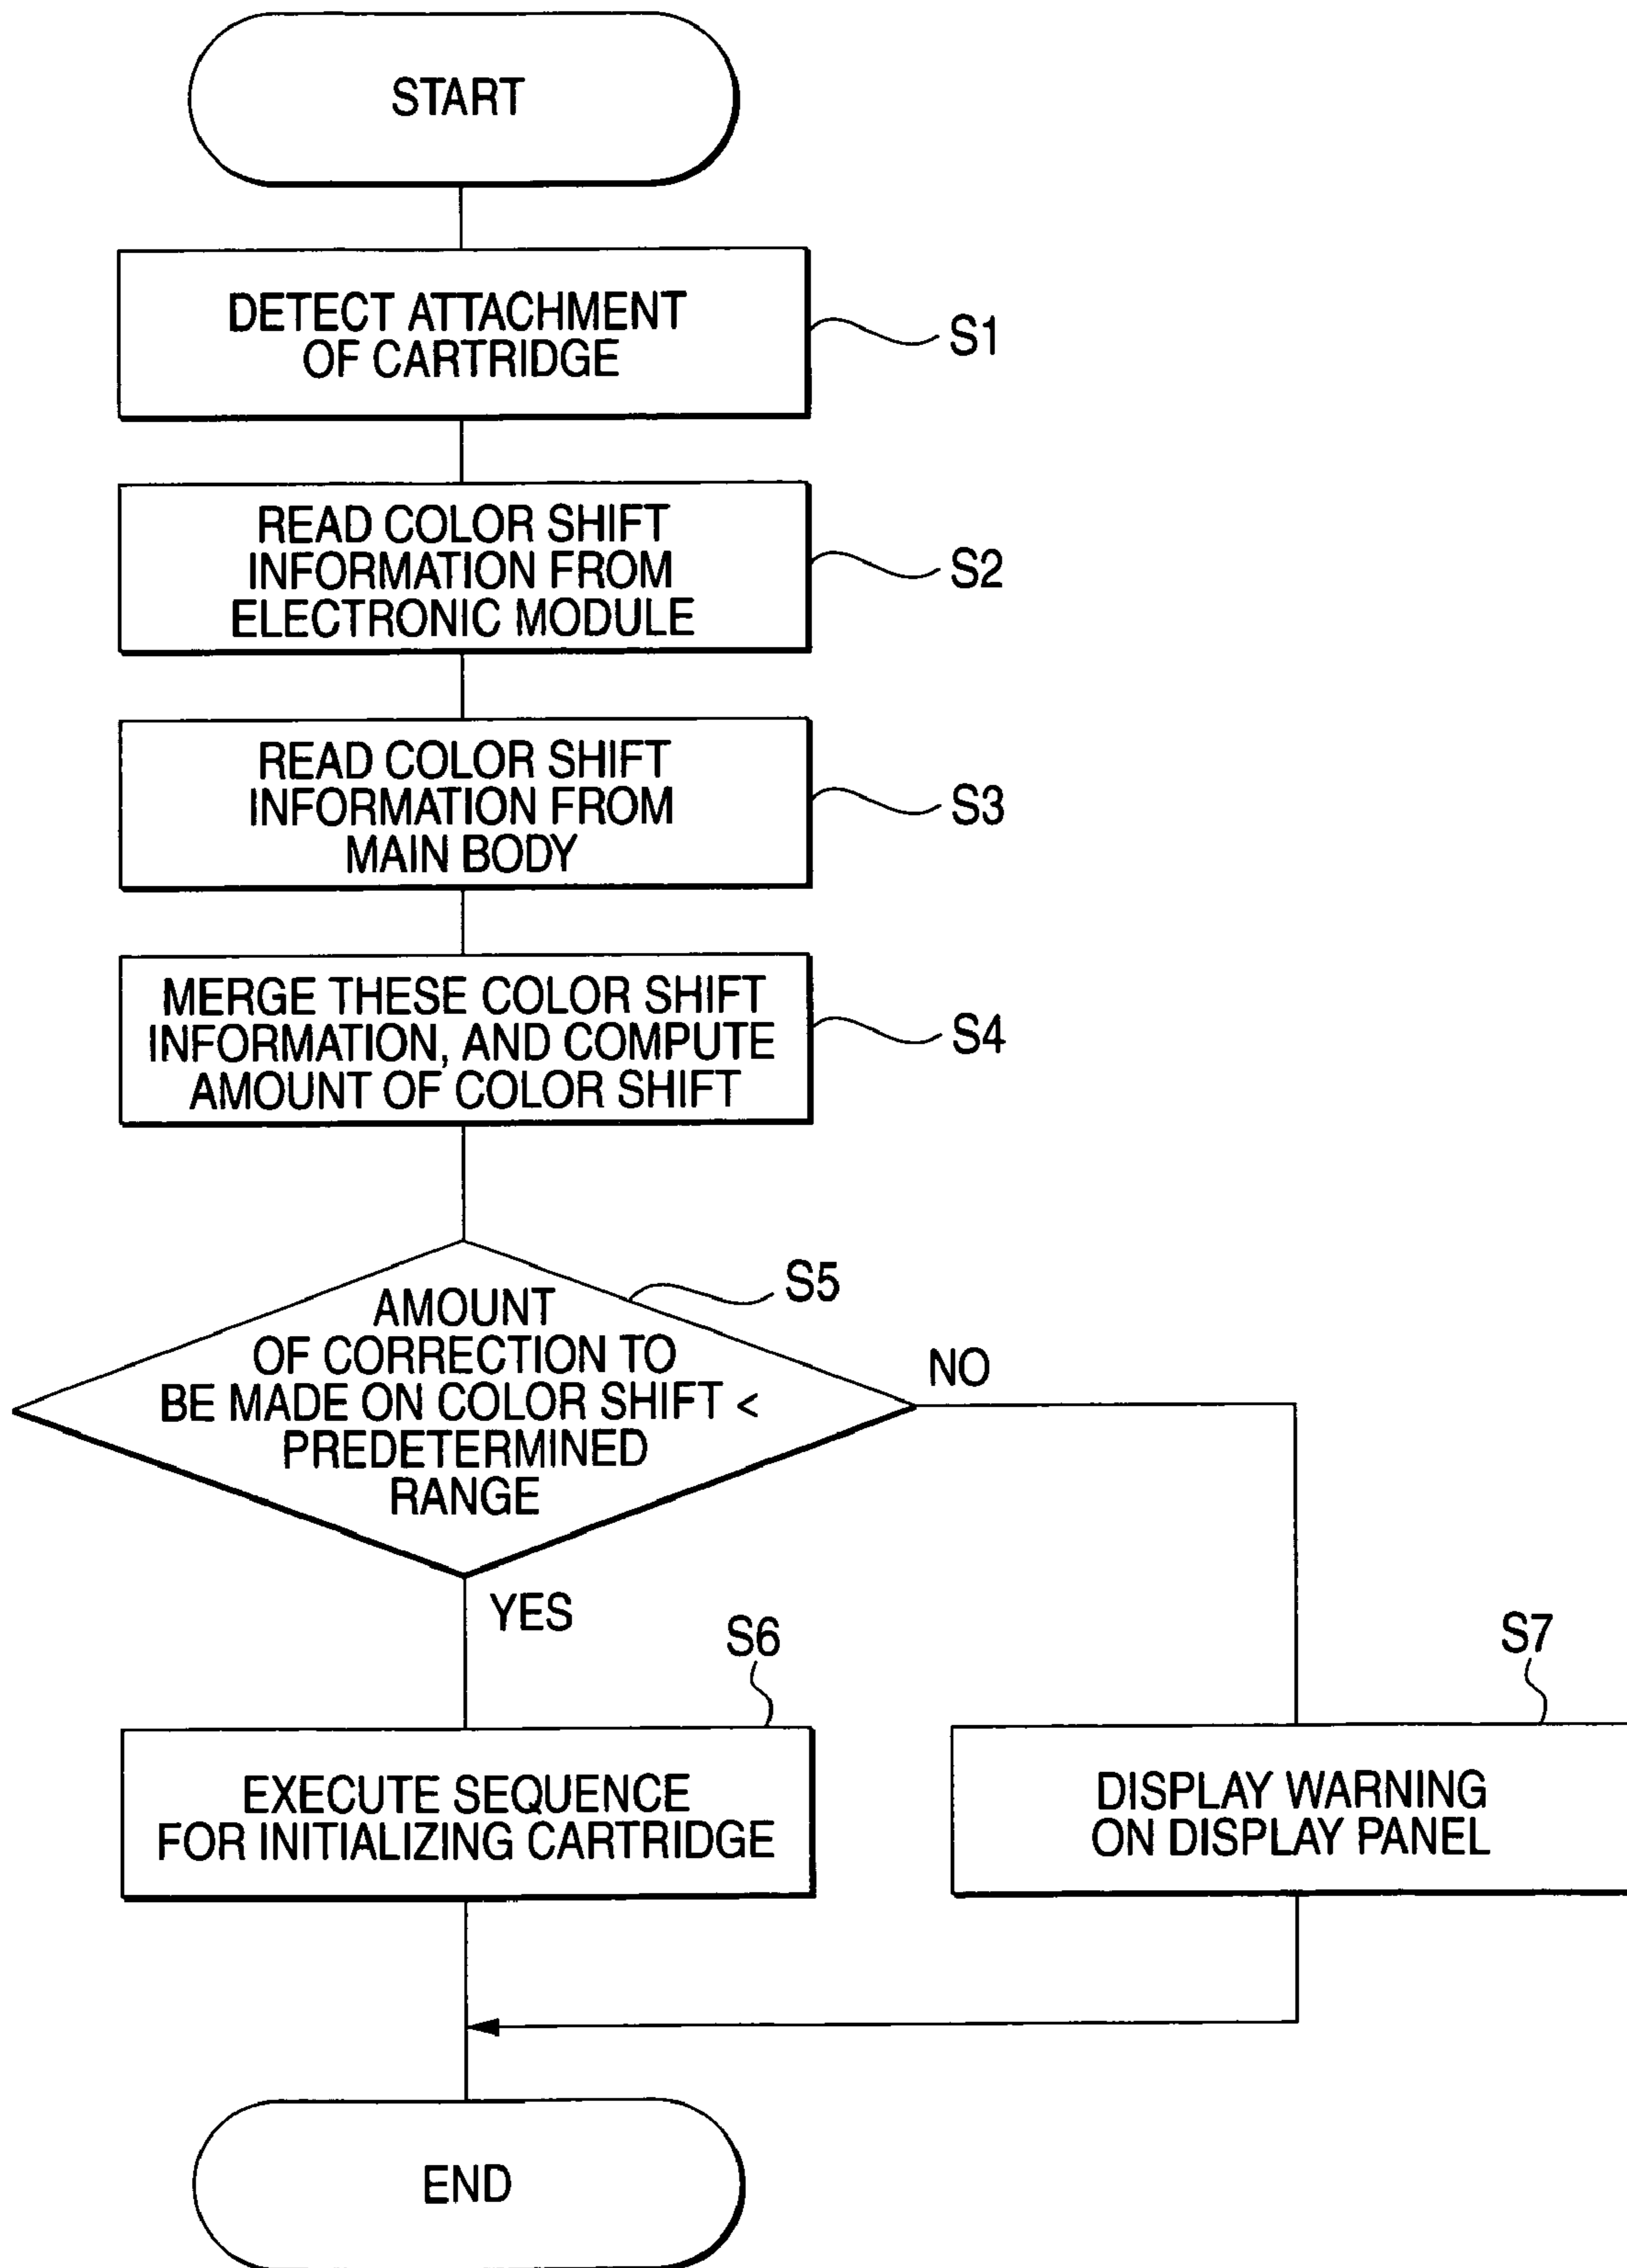 START
DETECT ATTACHMENT
OF CARTRIDGE
S1
READ COLOR SHIFT
INFORMATION FROM
ELECTRONIC MODULE
S2
READ COLOR SHIFT
INFORMATION FROM
MAIN BODY
S3
MERGE THESE COLOR SHIFT
INFORMATION, AND COMPUTE
AMOUNT OF COLOR SHIFT
S4
S5
AMOUNT
OF CORRECTION TO
BE MADE ON COLOR SHIFT <
PREDETERMINED
RANGE
NO
YES
S6
EXECUTE SEQUENCE
FOR INITIALIZING CARTRIDGE
S7
DISPLAY WARNING
ON DISPLAY PANEL
END